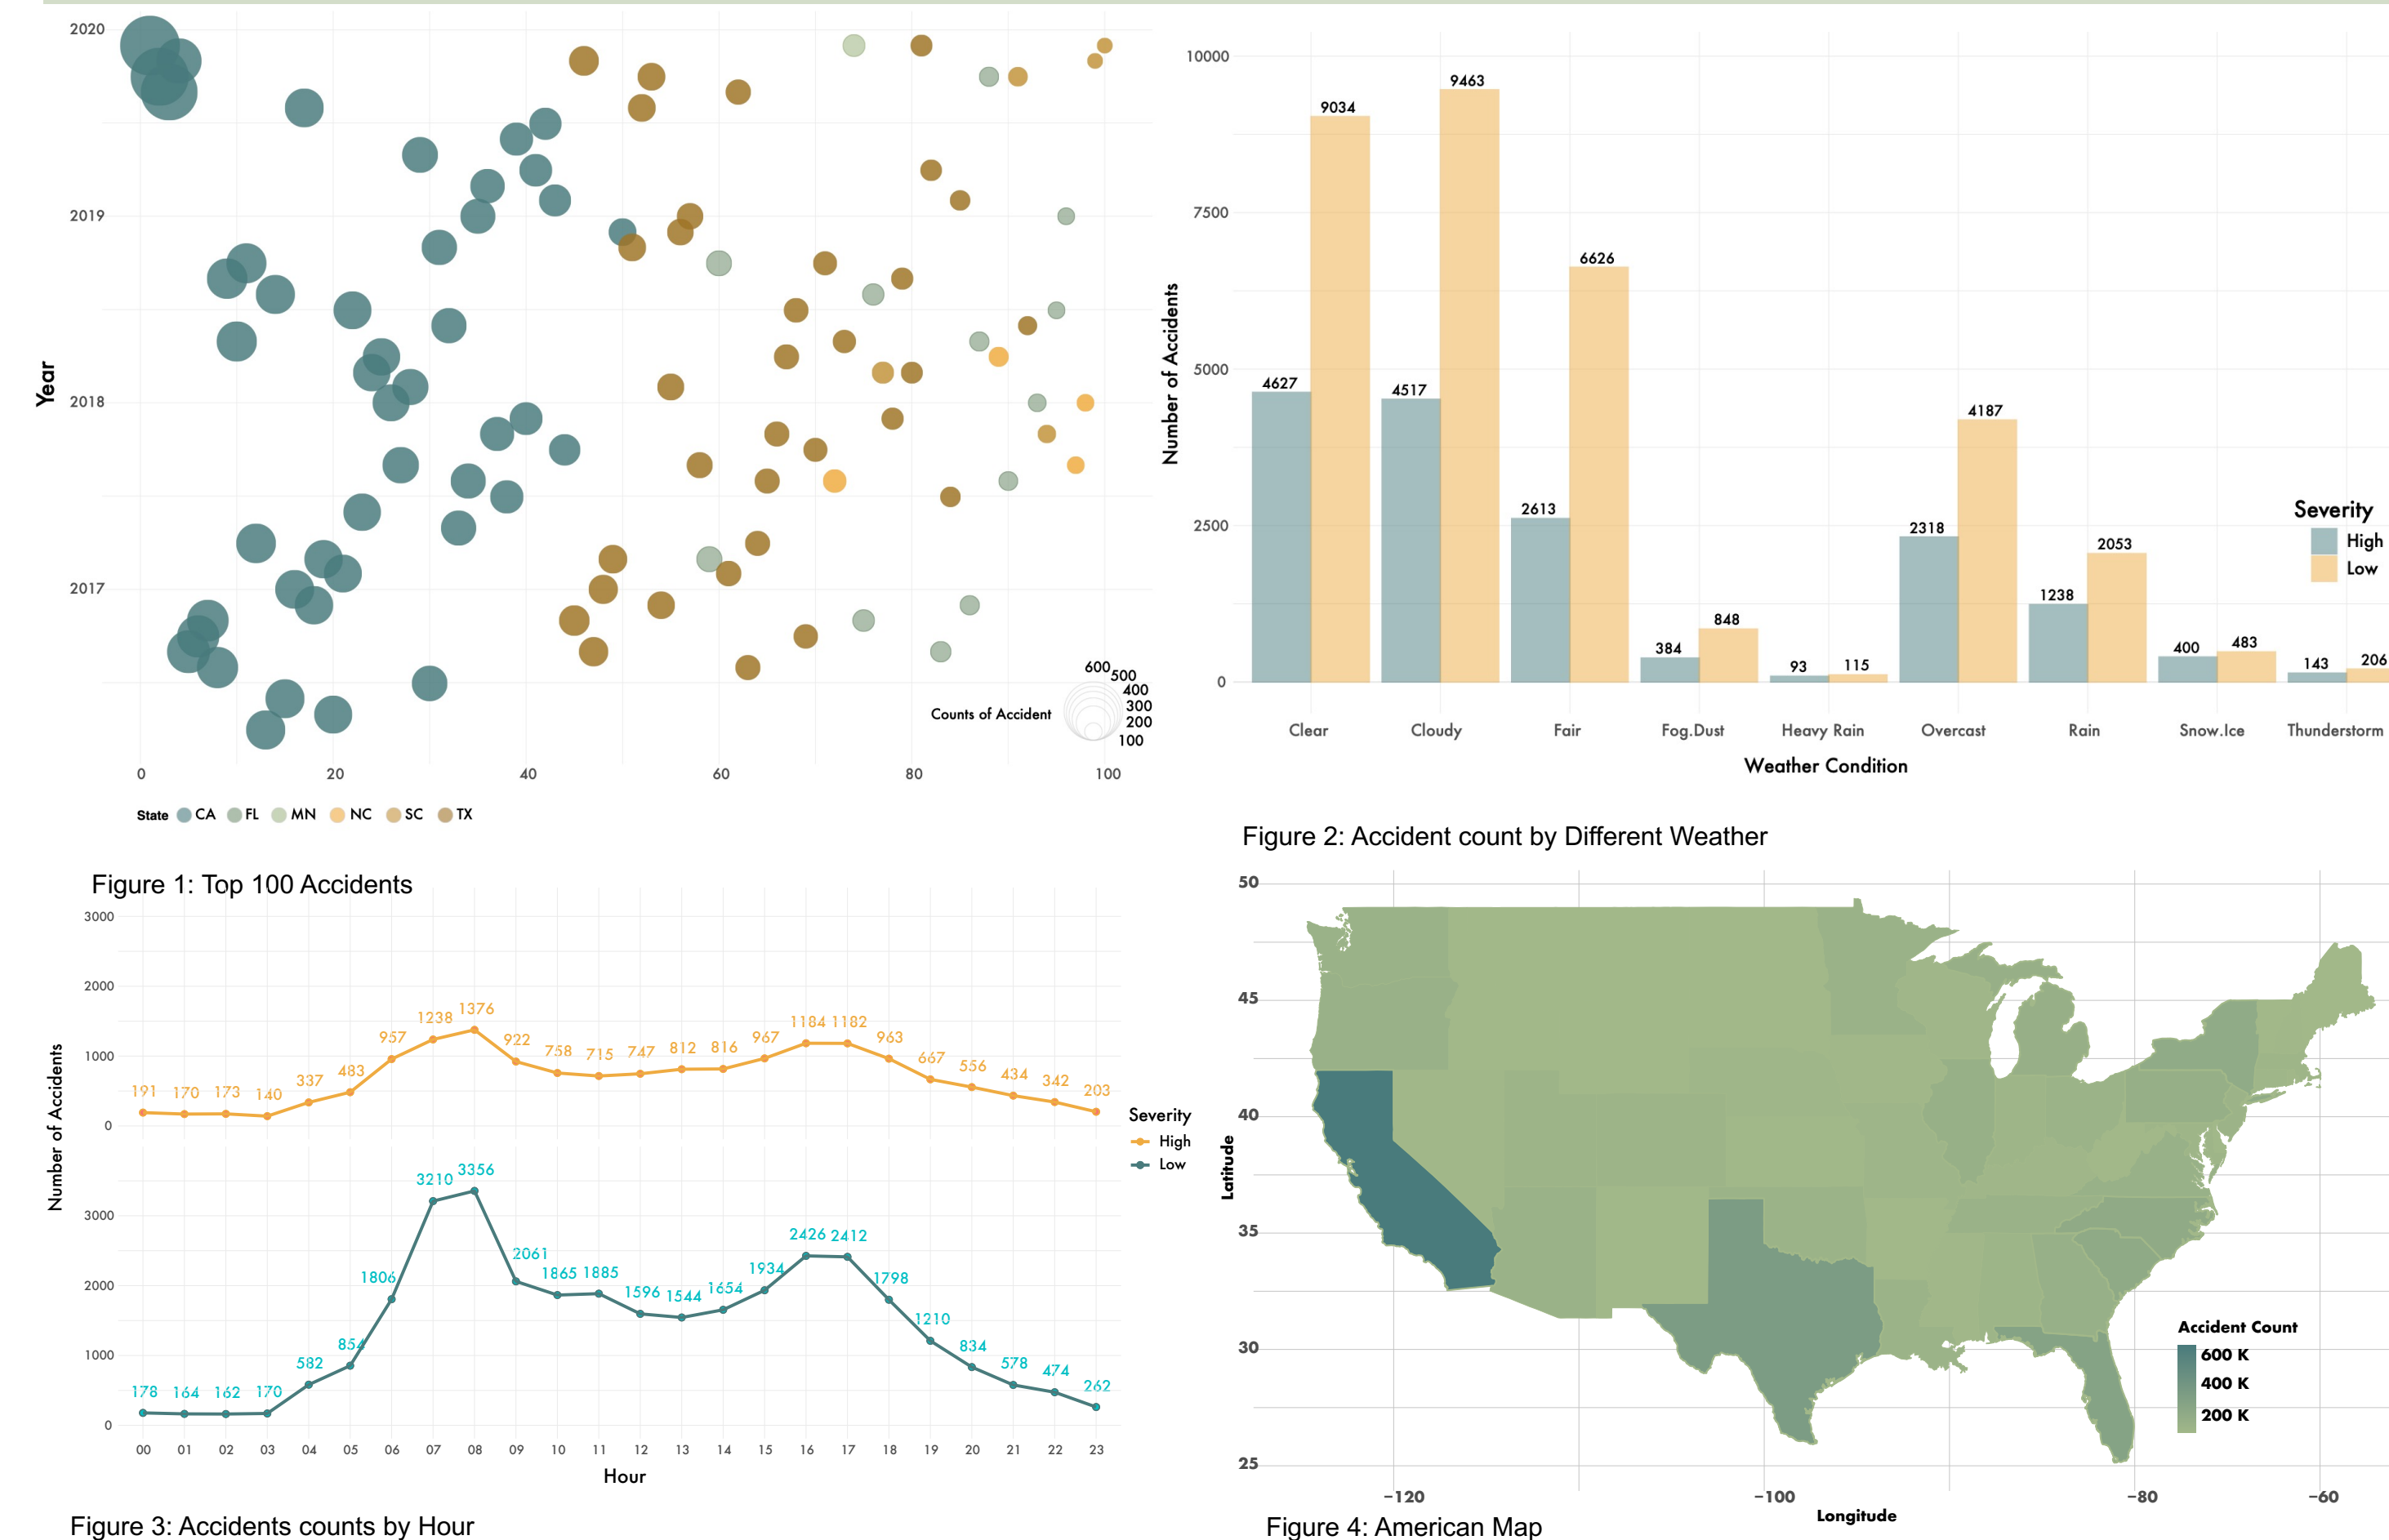 2020
2019
2018
2017
Year
0 20 40 60 80 100
Counts of Accident
600
500
400
300
200
100
State CA FL MN NC SC TX
Figure 1: Top 100 Accidents
10000
7500
5000
2500
0
Number of Accidents
4627 9034
4517 9463
2613 6626
384 848
93 115
2318 4187
1238 2053
400 483
143 206
Severity
High
Low
Clear Cloudy Fair Fog.Dust Heavy Rain Overcast Rain Snow.Ice Thunderstorm
Weather Condition
Figure 2: Accident count by Different Weather
3000
2000
1000
0
191 170 173 140 337 483 957 1238 1376 922 758 715 747 812 816 967 1184 1182 963 667 556 434 342 203
Number of Accidents
Severity
High
Low
3000
2000
1000
0
178 164 162 170 582 854 1806 3210 3356 2061 1865 1885 1596 1544 1654 1934 2426 2412 1798 1210 834 578 474 262
00 01 02 03 04 05 06 07 08 09 10 11 12 13 14 15 16 17 18 19 20 21 22 23
Hour
Figure 3: Accidents counts by Hour
50
45
40
35
30
25
Latitude
Accident Count
600 K
400 K
200 K
−120 −100 −80 −60
Longitude
Figure 4: American Map